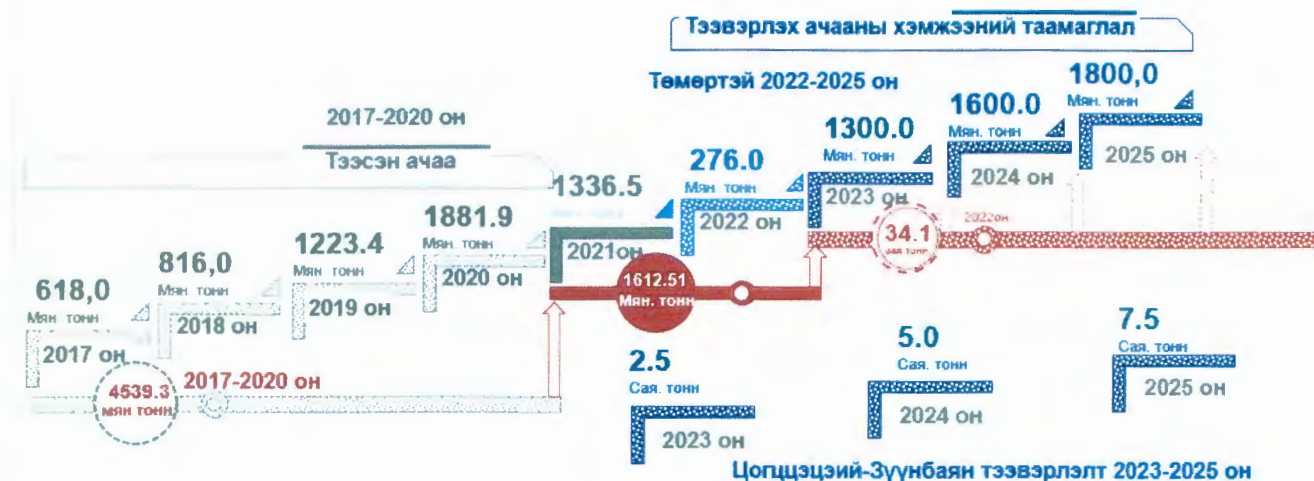 Тээвэрлэх ачааны хэмжээний таамаглал
Төмөртэй 2022-2025 он
2017-2020 он
Тээсэн ачаа
618,0
Мян тонн
2017 он
816,0
Мян тонн
2018 он
1223.4
Мян тонн
2019 он
1881.9
Мян. тонн
2020 он
1336.5
2021он
276.0
Мян тонн
2022 он
1300.0
Мян. тонн
2023 он
1600.0
Мян. тонн
2024 он
1800,0
Мян. тонн
2025 он
4539.3
мян тонн
2017-2020 он
1612.51
Мян. тонн
34.1
2022он
2.5
Сая. тонн
2023 он
5.0
Сая. тонн
2024 он
7.5
Сая. тонн
2025 он
Цогццэций-Зүүнбаян тээвэрлэлт 2023-2025 он